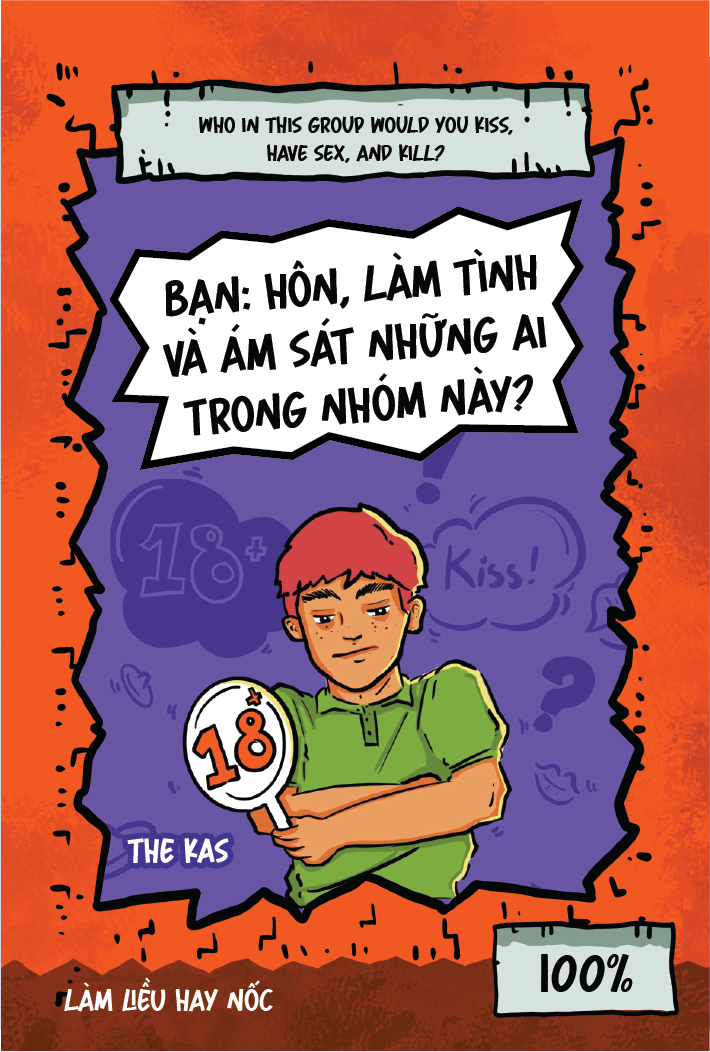 WHO IN THIS GROUP WOULD YOU KISS,
HAVE SEX, AND KILL?
BẠN: HÔN, LÀM TÌNH
VÀ ÁM SÁT NHỮNG AI
TRONG NHÓM NÀY?
18+
Kiss!
?
18+
THE KAS
100%
LÀM LIỀU HAY NỐC